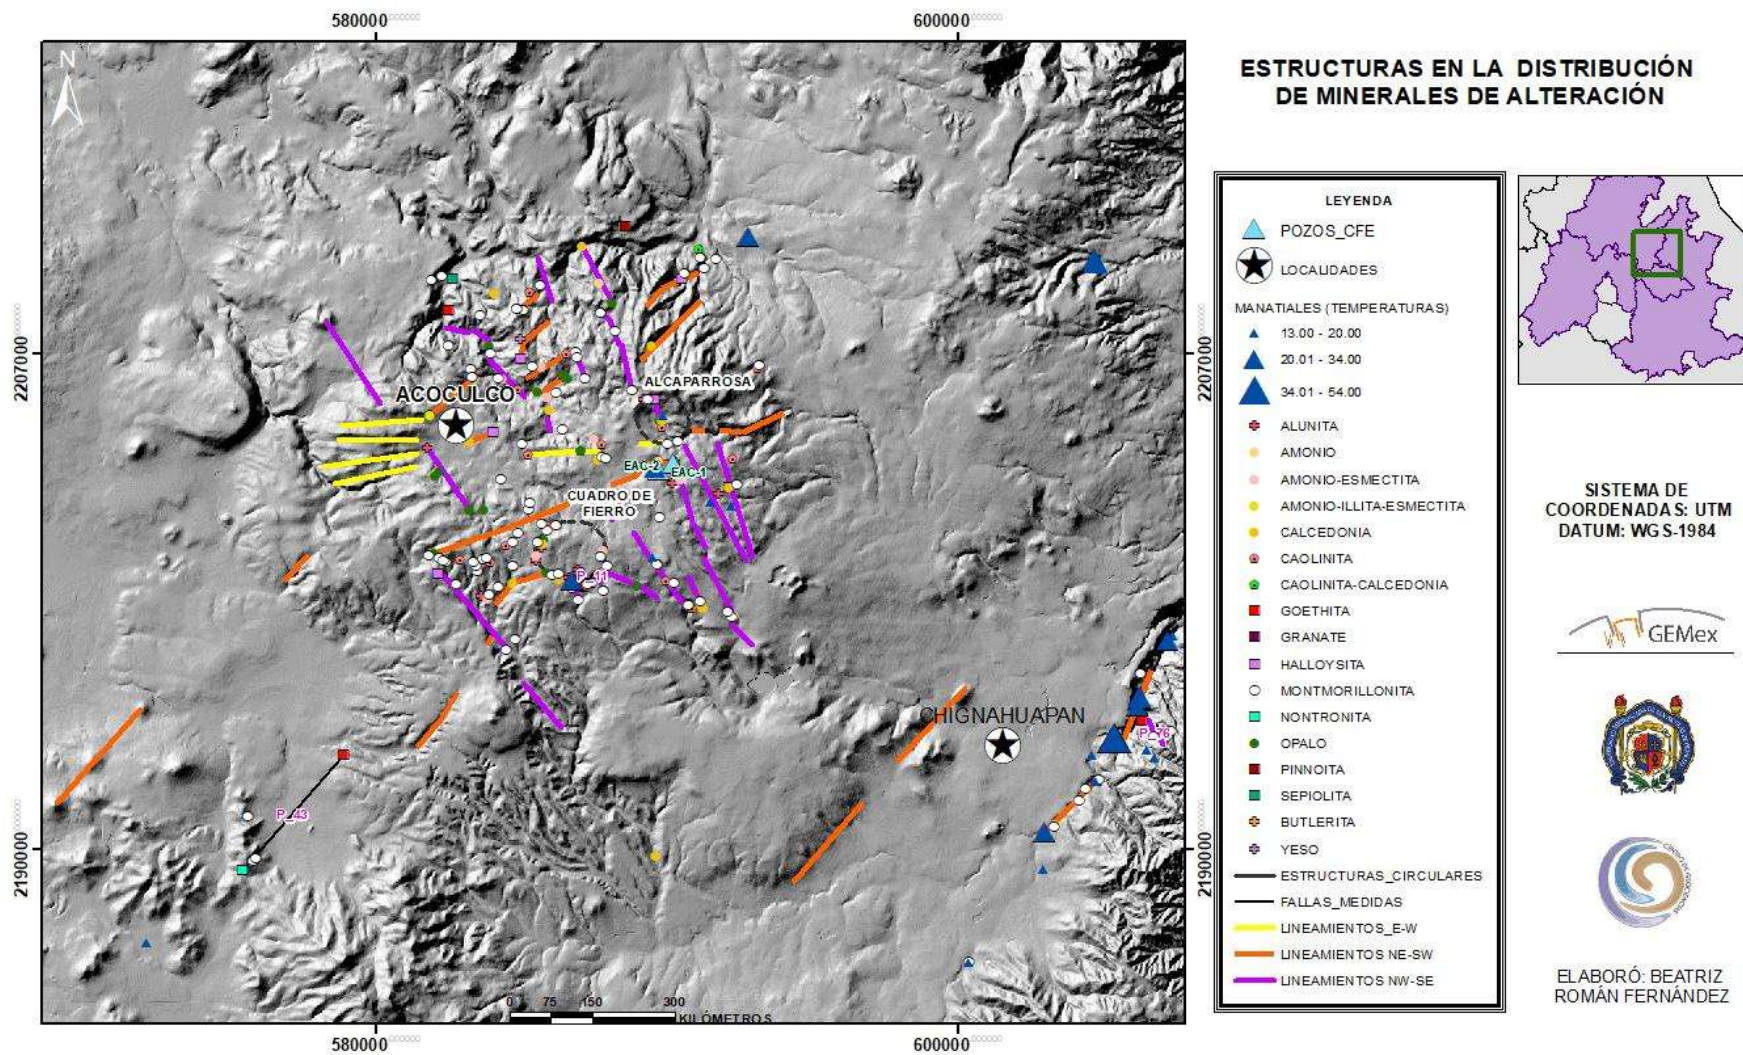 580000
600000
N
2207000
2190000
2207000
2190000
ACOCULCO
ALCAPARROSA
EAC-2
EAC-1
CUADRO DE
FIERRO
P_11
CHIGNAHUAPAN
P_76
P_43
0 75 150 300
KILÓMETROS
580000
600000
ESTRUCTURAS EN LA DISTRIBUCIÓN
DE MINERALES DE ALTERACIÓN
LEYENDA
POZOS_CFE
LOCALIDADES
MANATIALES (TEMPERATURAS)
13.00 - 20.00
20.01 - 34.00
34.01 - 54.00
ALUNITA
AMONIO
AMONIO-ESMECTITA
AMONIO-ILLITA-ESMECTITA
CALCEDONIA
CAOLINITA
CAOLINITA-CALCEDONIA
GOETHITA
GRANATE
HALLOYSITA
MONTMORILLONITA
NONTRONITA
OPALO
PINNOITA
SEPIOLITA
BUTLERITA
YESO
ESTRUCTURAS_CIRCULARES
FALLAS_MEDIDAS
LINEAMIENTOS_E-W
LINEAMIENTOS NE-SW
LINEAMIENTOS NW-SE
SISTEMA DE
COORDENADAS: UTM
DATUM: WGS-1984
GEMex
ELABORÓ: BEATRIZ
ROMÁN FERNÁNDEZ